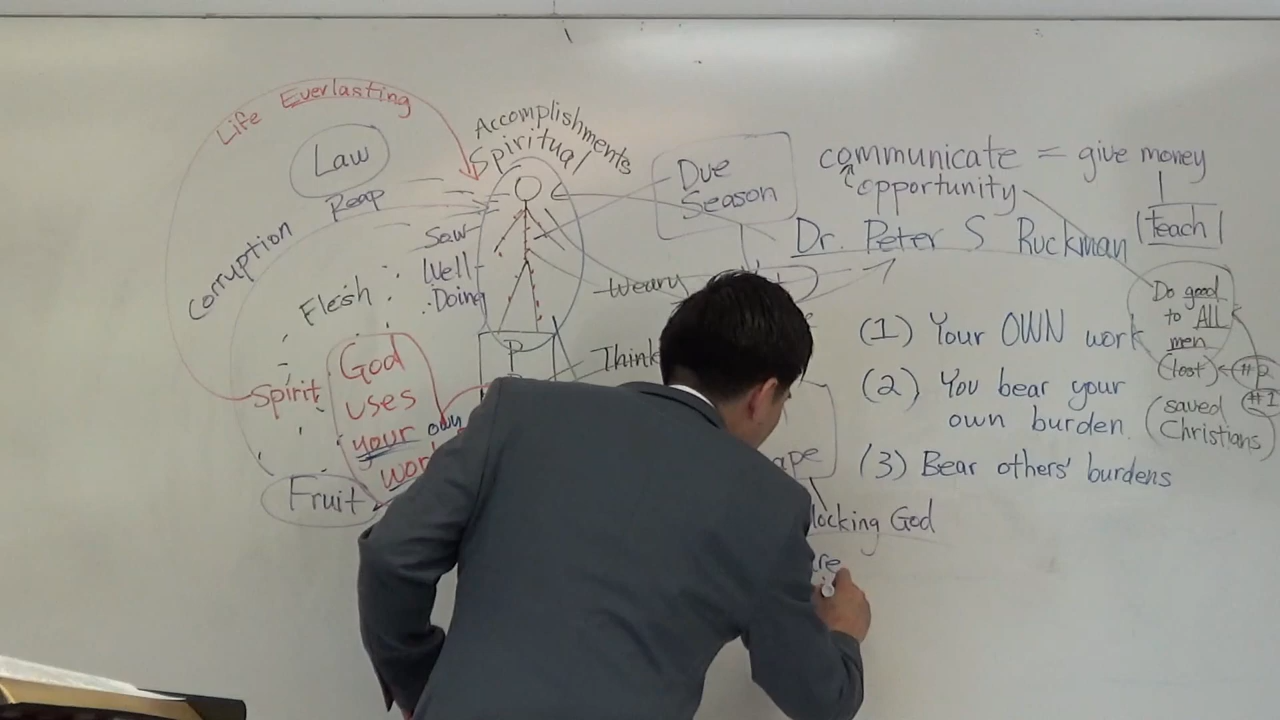 Life Everlasting
Law
Reap
Corruption
Flesh
Spirit
God
uses
your own
Fruit
Accomplishments
Spiritual
Sow
Well
Doing
Due
Season
Weary
Think
communicate = give money
opportunity
teach
Dr. Peter S Ruckman
Do good
to ALL
men
(lost)
#2
#1
(saved
Christians)
(1) Your OWN work
(2) You bear your
own burden.
(3) Bear others' burdens
God